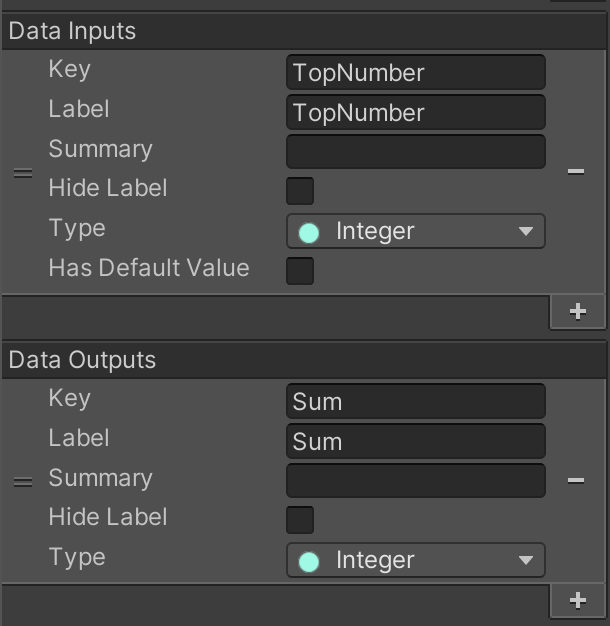 Data Inputs
Key TopNumber
Label TopNumber
Summary
Hide Label
Type Integer
Has Default Value
Data Outputs
Key Sum
Label Sum
Summary
Hide Label
Type Integer